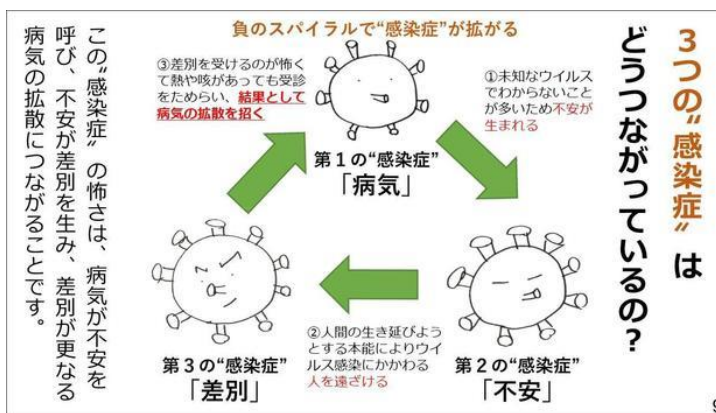 3つの〝感染症〟は
どうつながっているの?
負のスパイラルで“感染症”が拡がる
第1の“感染症”
「病気」
①未知なウイルス
でわからないこと
が多いため不安が
生まれる
第2の“感染症”
「不安」
②人間の生き延びよう
とする本能によりウイ
ルス感染にかかわる
人を遠ざける
第3の“感染症”
「差別」
③差別を受けるのが怖く
て熱や咳があっても受診
をためらい、結果として
病気の拡散を招く
この〝感染症〟の怖さは、病気が不安を
呼び、不安が差別を生み、差別が更なる
病気の拡散につながることです。